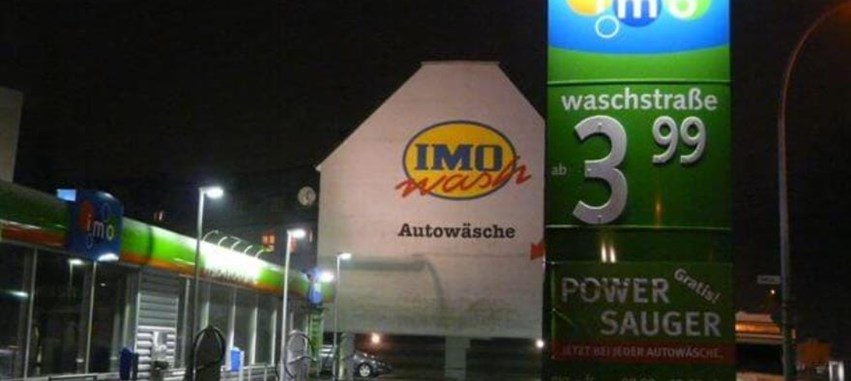 imo
IMO
wash
Autowäsche
imo
waschstraße
ab 3 99
POWER
Gratis!
SAUGER
JETZT BEI JEDER AUTOWÄSCHE.